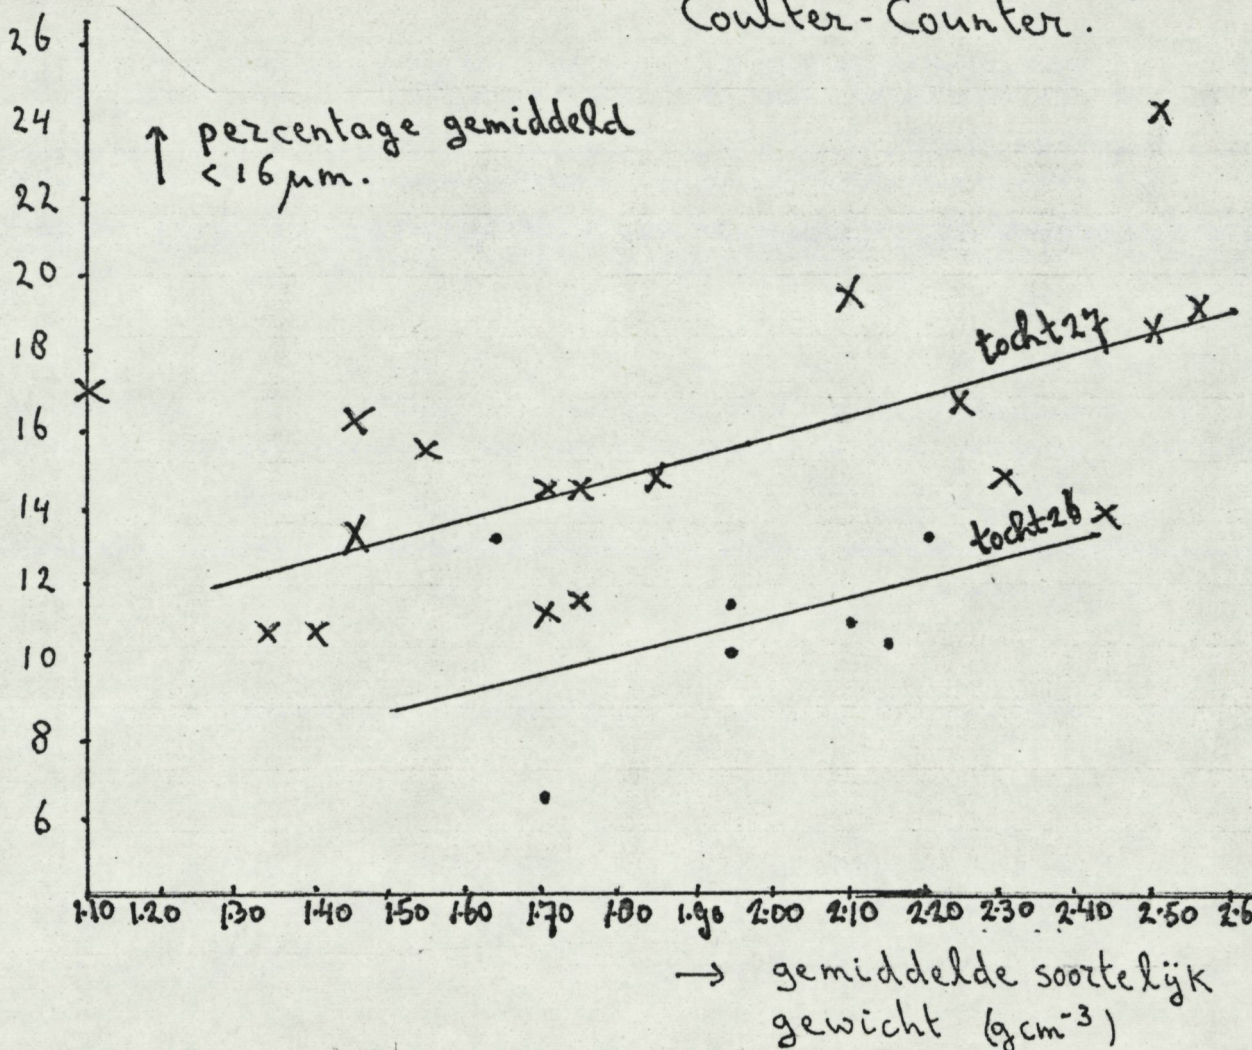 Coulter-Counter.
26
↑ percentage gemiddeld
< 16 µm.
24
22
20
18
16
14
12
10
8
6
tocht 27
tocht 28
1.10 1.20 1.30 1.40 1.50 1.60 1.70 1.80 1.90 2.00 2.10 2.20 2.30 2.40 2.50 2.6
→ gemiddelde soortelijk
gewicht (g cm⁻³)